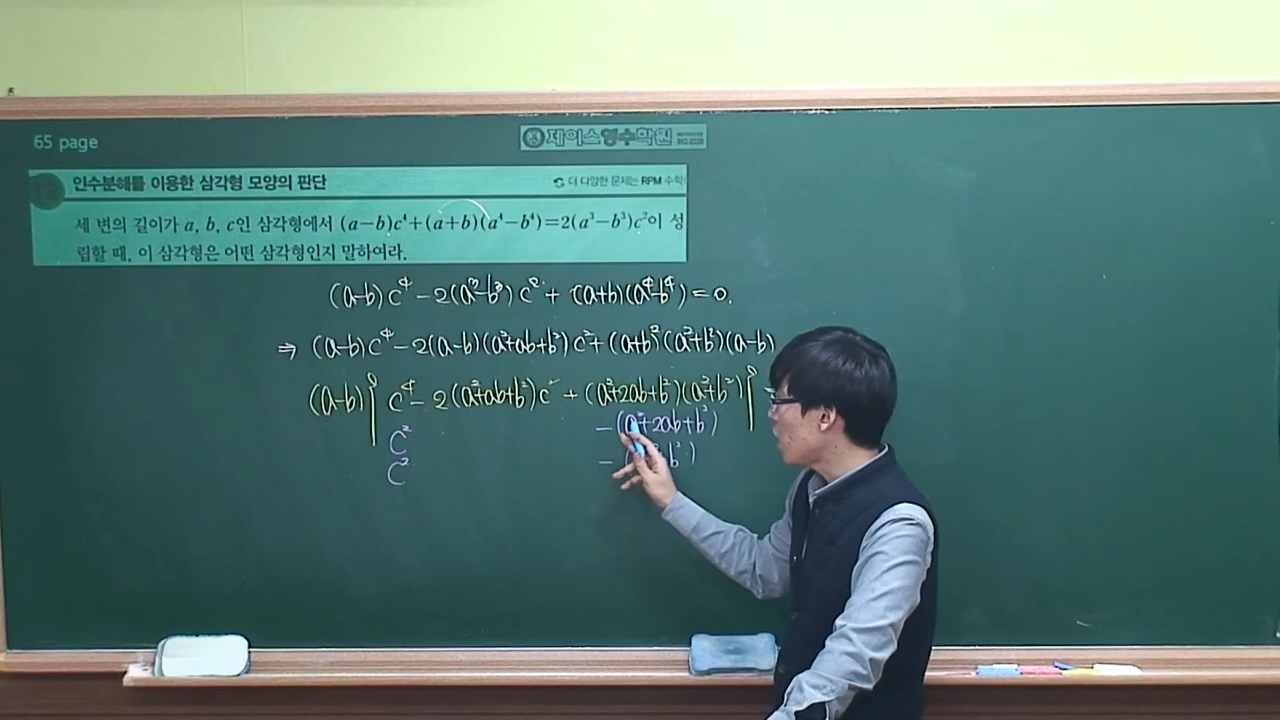 65 page
제이스영수학원
12 인수분해를 이용한 삼각형 모양의 판단
더 다양한 문제는 RPM 수학
세 변의 길이가 a, b, c인 삼각형에서 (a−b)c⁴+(a+b)(a⁴−b⁴)=2(a³−b³)c²이 성
립할 때, 이 삼각형은 어떤 삼각형인지 말하여라.
(a-b)c⁴-2(a³-b³)c²+(a+b)(a⁴-b⁴)=0.
⇒ (a-b)c⁴-2(a-b)(a²+ab+b²)c²+(a+b)²(a²+b²)(a-b)
(a-b){c⁴-2(a²+ab+b²)c²+(a²+2ab+b²)(a²+b²)}
c² -(a²+2ab+b²)
c² -( b²)